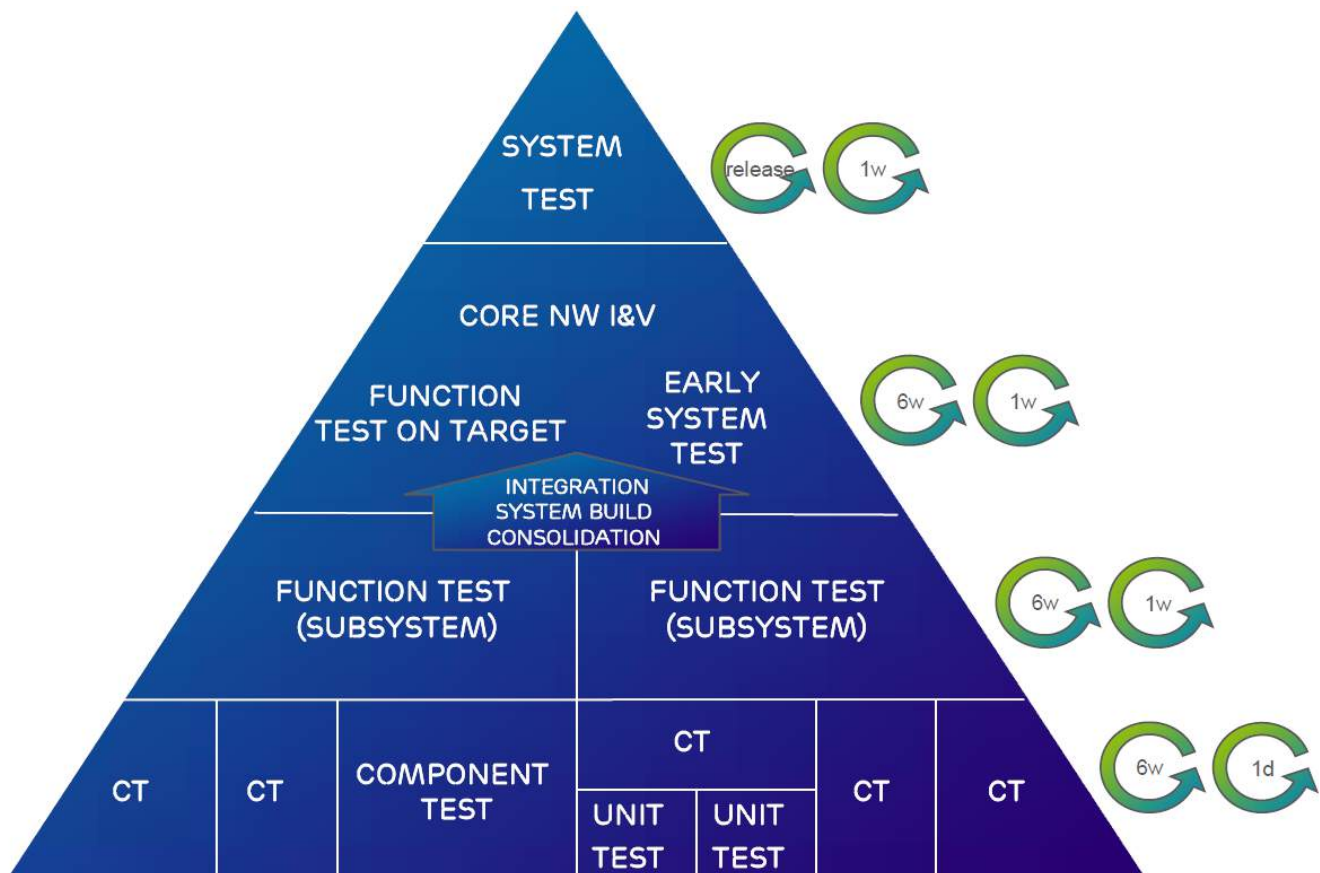 SYSTEM
TEST
release
1w
CORE NW I&V
FUNCTION
TEST ON TARGET
EARLY
SYSTEM
TEST
6w
1w
INTEGRATION
SYSTEM BUILD
CONSOLIDATION
FUNCTION TEST
(SUBSYSTEM)
FUNCTION TEST
(SUBSYSTEM)
6w
1w
CT
CT
COMPONENT
TEST
CT
UNIT
TEST
UNIT
TEST
CT
CT
6w
1d